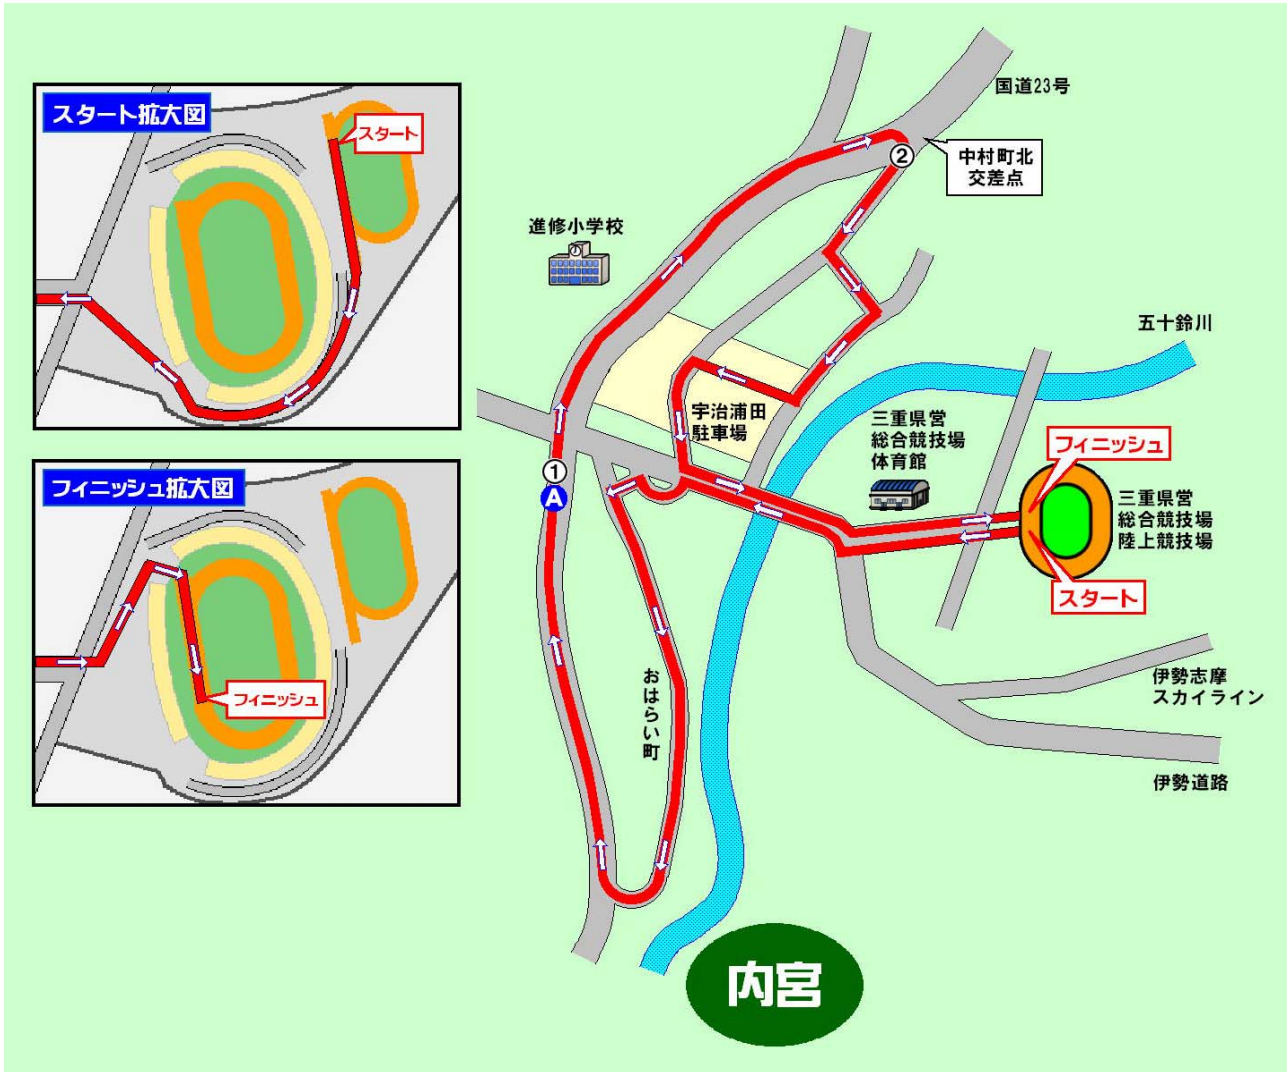 スタート拡大図
スタート
フィニッシュ拡大図
フィニッシュ
国道23号
中村町北
交差点
②
進修小学校
五十鈴川
宇治浦田
駐車場
三重県営
総合競技場
体育館
フィニッシュ
三重県営
総合競技場
陸上競技場
スタート
①
A
おはらい町
伊勢志摩
スカイライン
伊勢道路
内宮